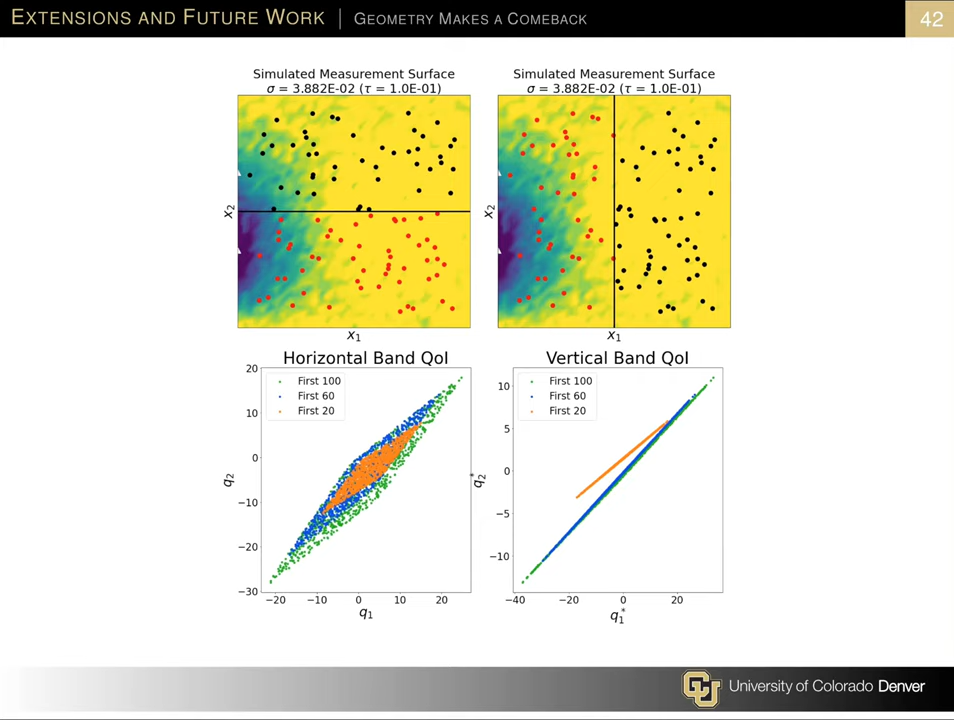 EXTENSIONS AND FUTURE WORK | GEOMETRY MAKES A COMEBACK 42
Simulated Measurement Surface
σ = 3.882E-02 (τ = 1.0E-01)
x₂
x₁
Simulated Measurement Surface
σ = 3.882E-02 (τ = 1.0E-01)
x₂
x₁
Horizontal Band QoI
First 100
First 60
First 20
20
10
0
−10
−20
−30
q₂
−20 −10 0 10 20
q₁
Vertical Band QoI
First 100
First 60
First 20
10
5
0
−5
−10
q₂*
−40 −20 0 20
q₁*
CU University of Colorado Denver